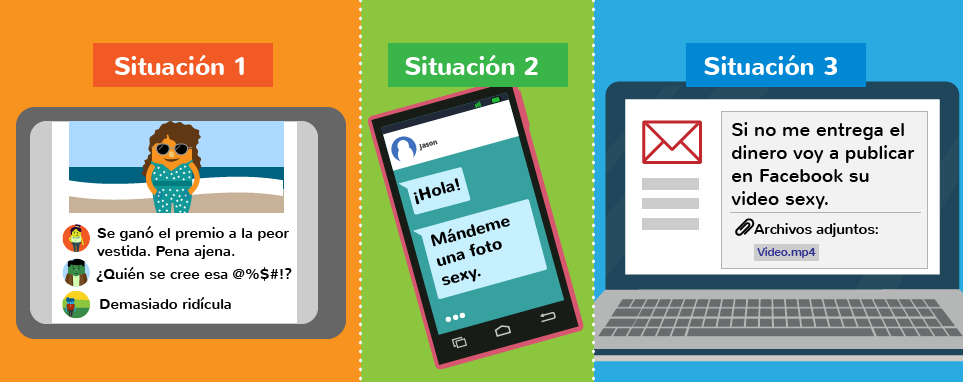 Situación 1
Se ganó el premio a la peor
vestida. Pena ajena.
¿Quién se cree esa @%$#!?
Demasiado ridícula
Situación 2
Jason
¡Hola!
Mándeme
una foto
sexy.
Situación 3
Si no me entrega el
dinero voy a publicar
en Facebook su
video sexy.
Archivos adjuntos:
Video.mp4